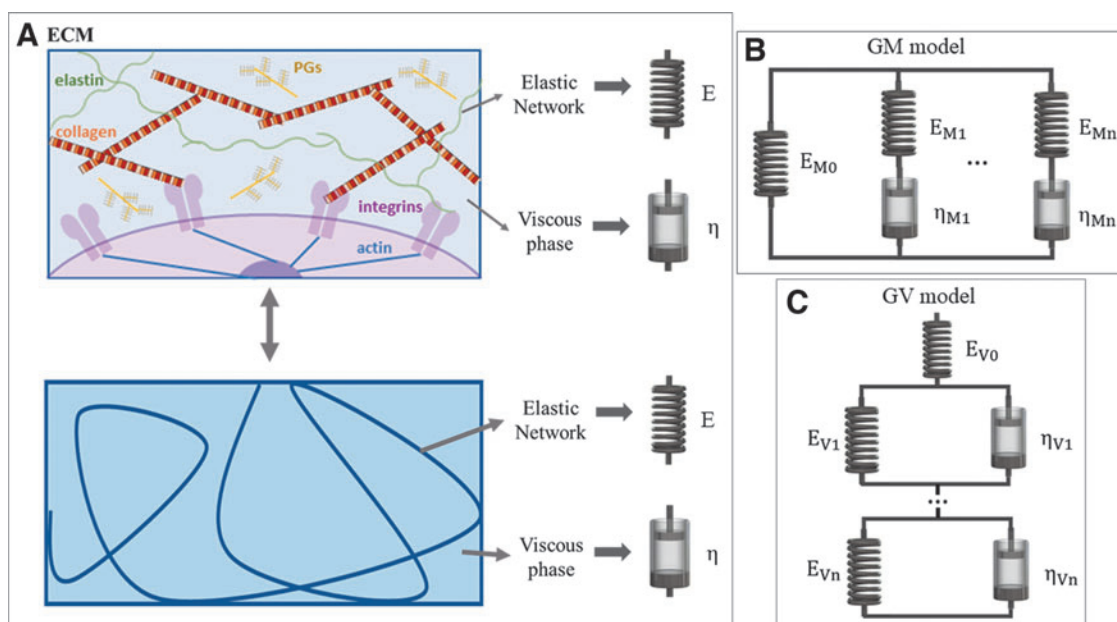 A
ECM
elastin
PGs
collagen
integrins
actin
Elastic
Network
E
Viscous
phase
η
Elastic
Network
E
Viscous
phase
η
B
GM model
E_M0
E_M1
η_M1
...
E_Mn
η_Mn
C
GV model
E_V0
E_V1
η_V1
...
E_Vn
η_Vn